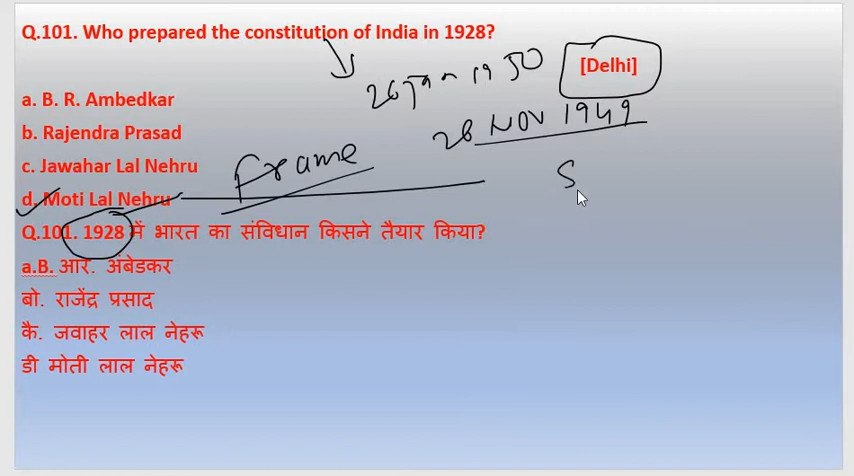 Q.101. Who prepared the constitution of India in 1928?
[Delhi]
26 Jan 1950
a. B. R. Ambedkar
26 NOV 1949
b. Rajendra Prasad
c. Jawahar Lal Nehru
Frame
S
d. Moti Lal Nehru
Q.101. 1928 में भारत का संविधान किसने तैयार किया?
a.B. आर. अंबेडकर
बो. राजेंद्र प्रसाद
कै. जवाहर लाल नेहरू
डी मोती लाल नेहरू